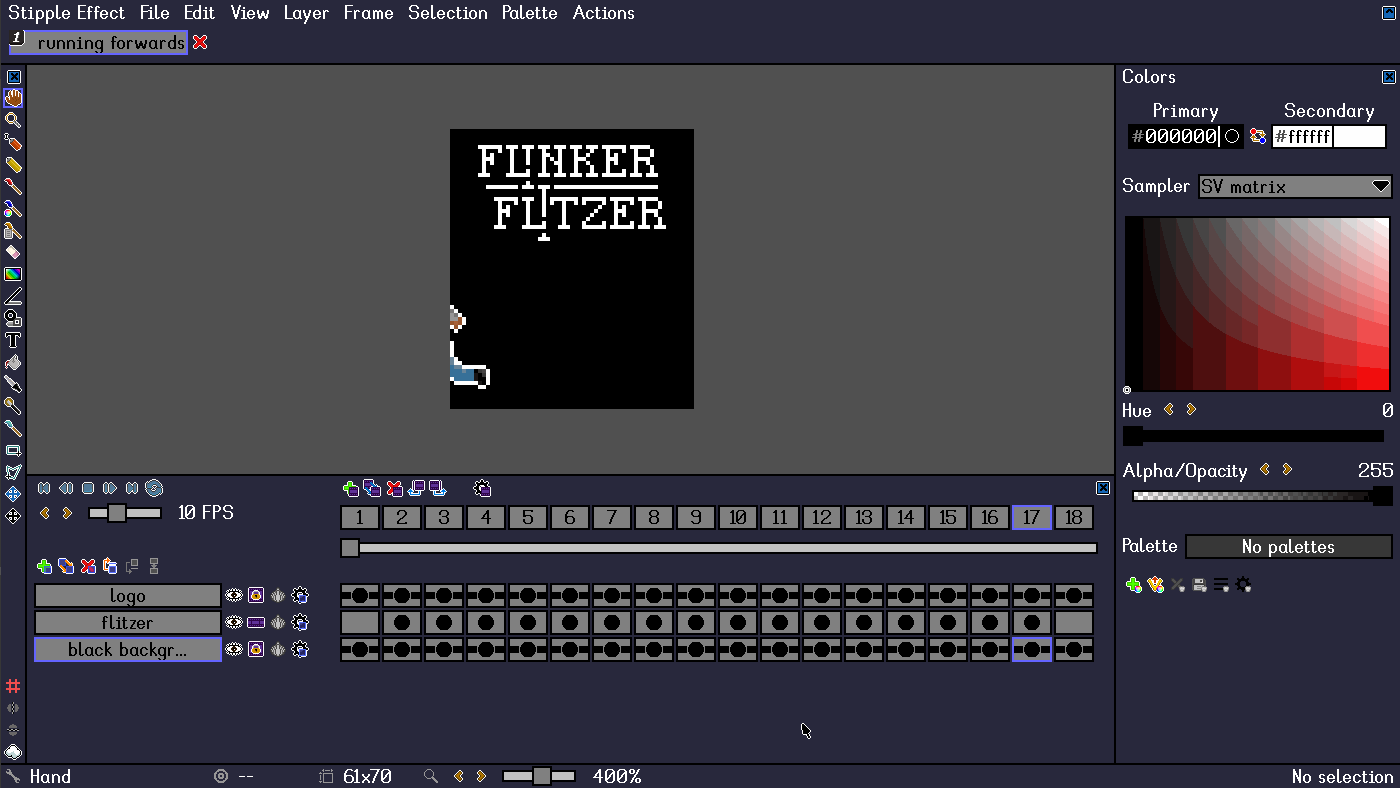 Stipple Effect File Edit View Layer Frame Selection Palette Actions
1 running forwards
Colors
Primary Secondary
#000000 #ffffff
Sampler SV matrix
Hue 0
Alpha/Opacity 255
Palette No palettes
FUNKER
FLITZER
10 FPS
1 2 3 4 5 6 7 8 9 10 11 12 13 14 15 16 17 18
logo
flitzer
black backgr...
Hand -- 61x70 400% No selection